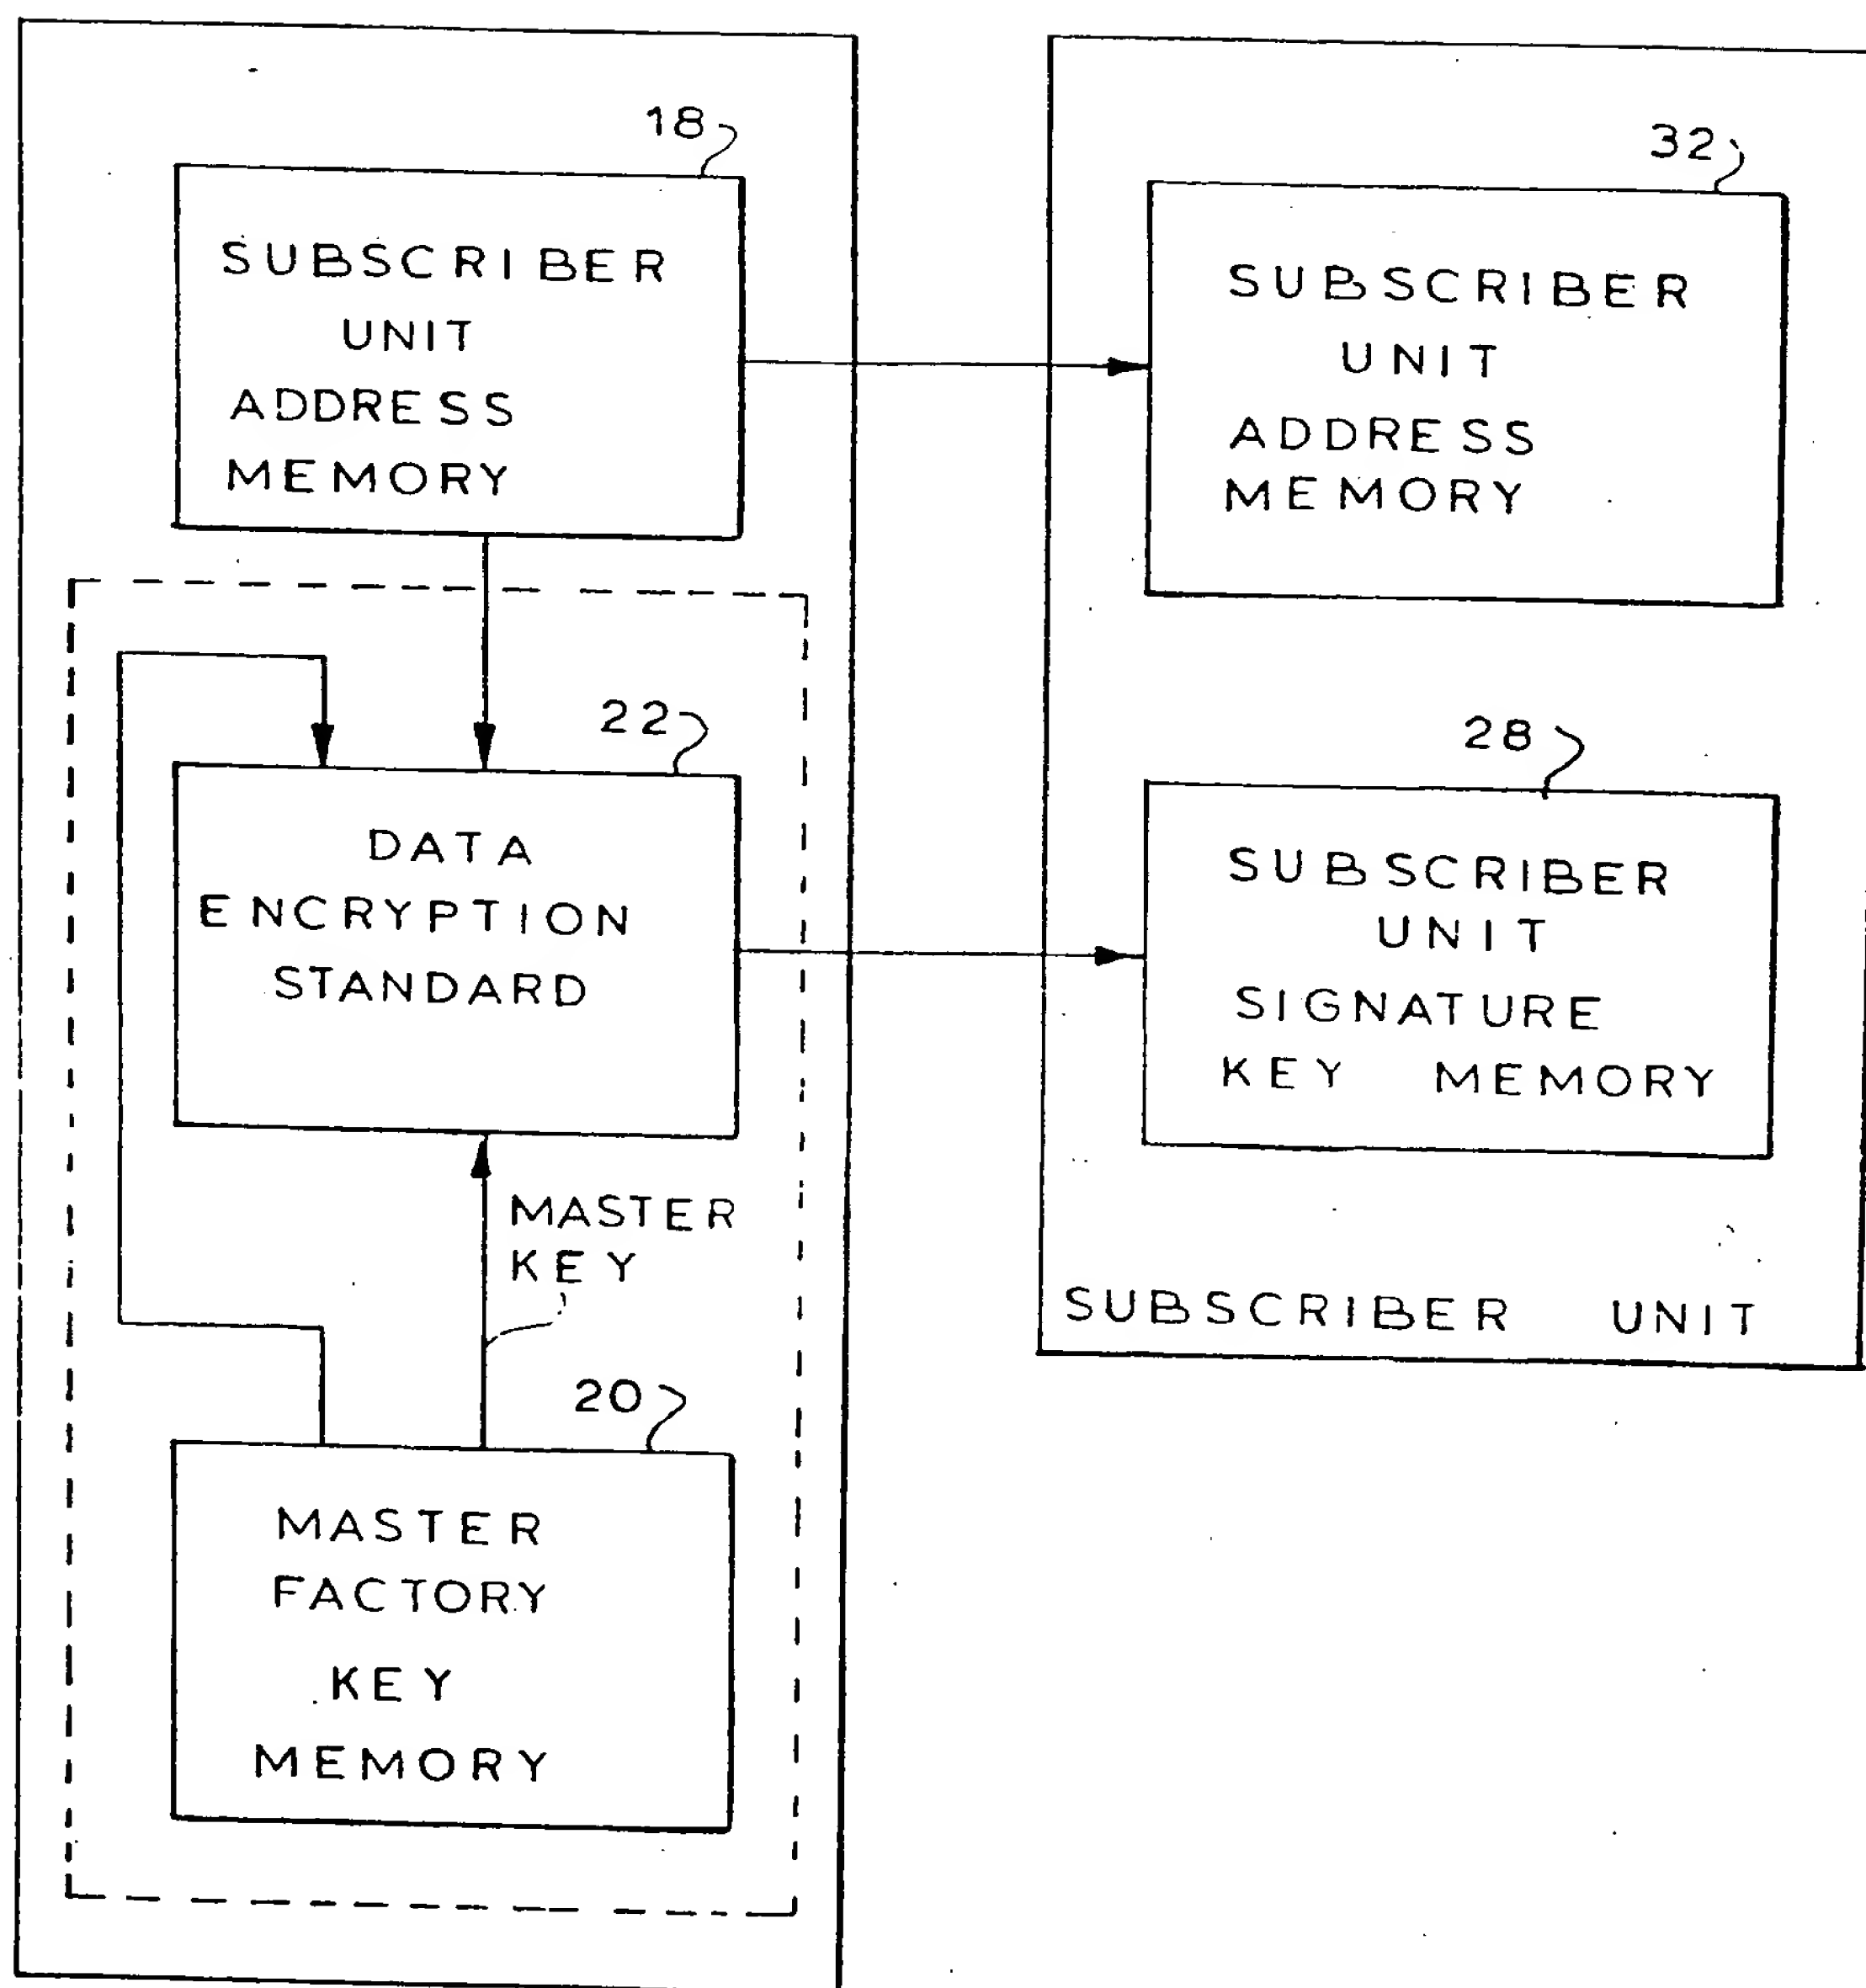 18
SUBSCRIBER
UNIT
ADDRESS
MEMORY
32
SUBSCRIBER
UNIT
ADDRESS
MEMORY
22
DATA
ENCRYPTION
STANDARD
28
SUBSCRIBER
UNIT
SIGNATURE
KEY MEMORY
MASTER
KEY
SUBSCRIBER UNIT
20
MASTER
FACTORY
KEY
MEMORY